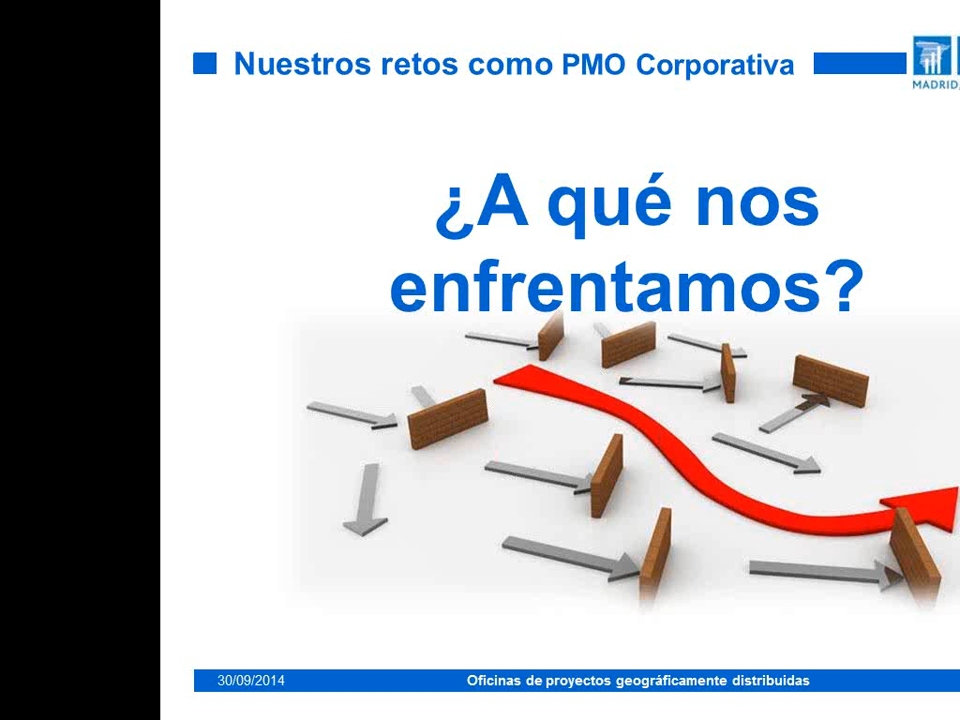 Nuestros retos como PMO Corporativa
MADRID,
¿A qué nos
enfrentamos?
30/09/2014
Oficinas de proyectos geográficamente distribuidas